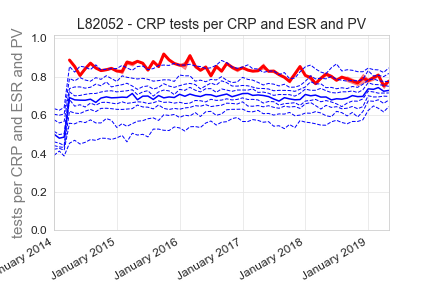 L82052 - CRP tests per CRP and ESR and PV
tests per CRP and ESR and PV
1.0
0.8
0.6
0.4
0.2
0.0
nuary 2014
January 2015
January 2016
January 2017
January 2018
January 2019